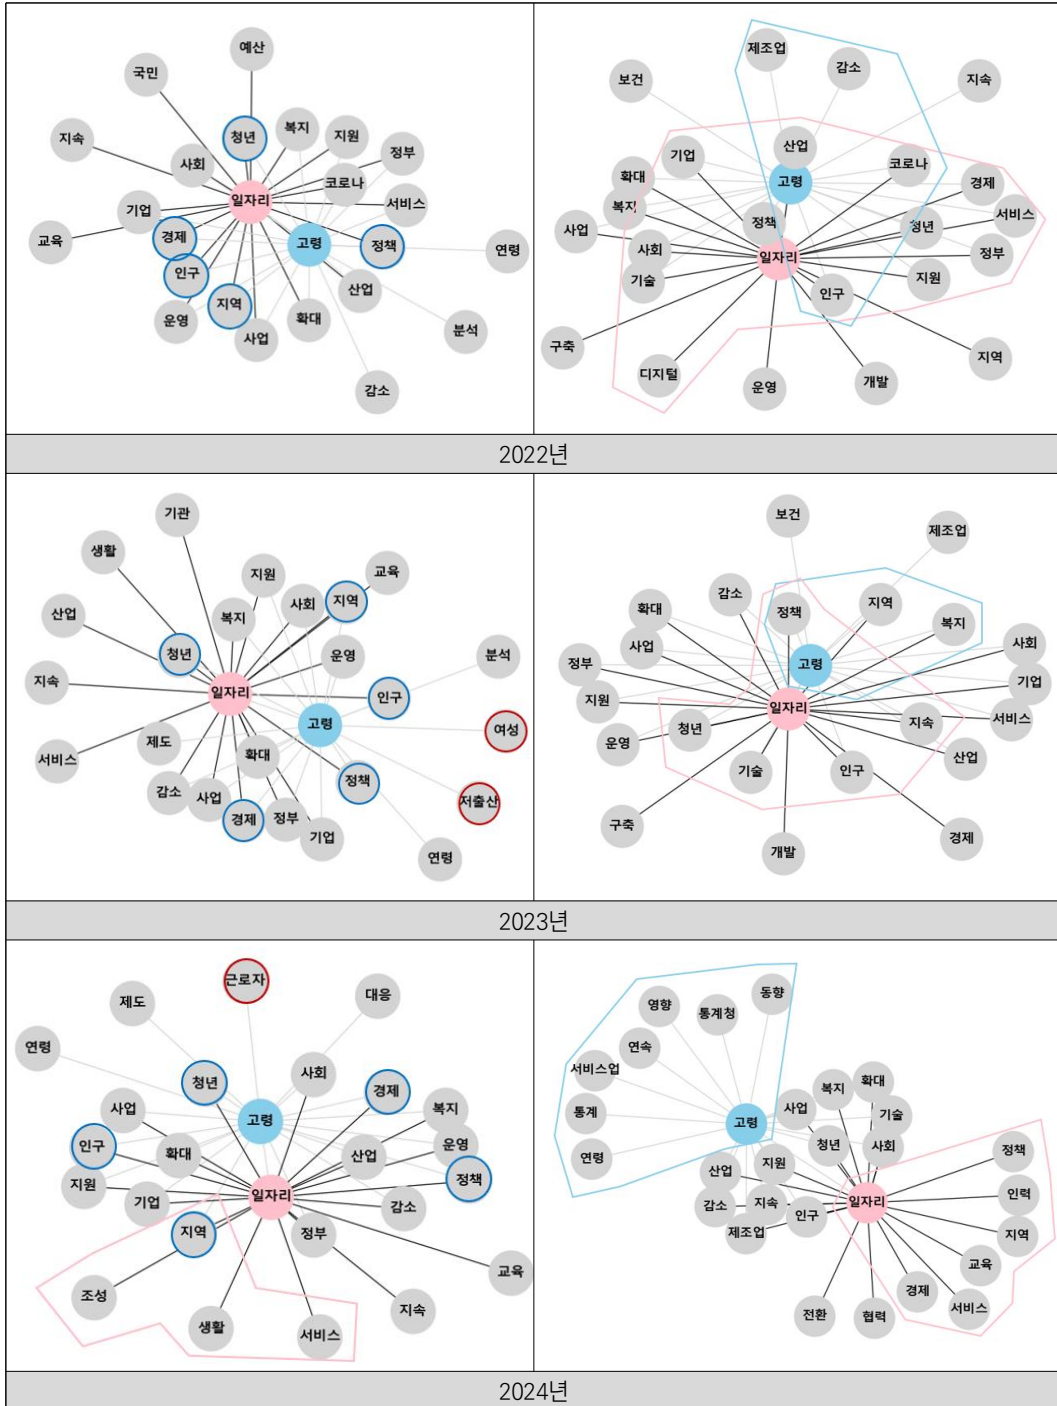 예산
국민
청년
복지
지원
지속
사회
정부
코로나
일자리
서비스
기업
경제
교육
고령
정책
연령
인구
지역
산업
운영
사업
확대
분석
감소
제조업
감소
보건
지속
산업
기업
코로나
확대
고령
경제
복지
정책
서비스
사업
청년
사회
일자리
정부
기술
인구
지원
구축
디지털
운영
개발
지역
2022년
기관
생활
지원
교육
산업
사회
지역
복지
청년
운영
분석
지속
일자리
인구
고령
여성
서비스
제도
확대
감소
사업
정책
저출산
경제
정부
기업
연령
보건
제조업
감소
정책
지역
확대
복지
사업
사회
정부
고령
기업
지원
일자리
서비스
청년
지속
운영
기술
인구
산업
구축
개발
경제
2023년
근로자
제도
대응
연령
청년
사회
경제
사업
고령
복지
인구
확대
산업
운영
지원
정책
기업
일자리
감소
지역
정부
교육
조성
생활
서비스
지속
영향
통계청
동향
연속
서비스업
통계
고령
사업
복지
확대
기술
연령
청년
사회
정책
산업
지원
감소
지속
일자리
인력
제조업
인구
지역
교육
경제
서비스
전환
협력
2024년